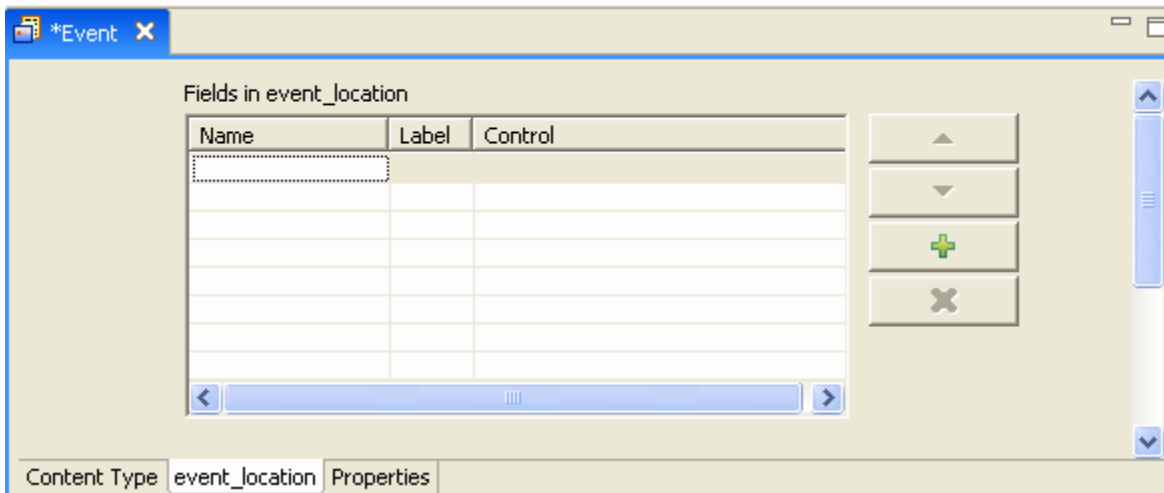 *Event
Fields in event_location
Name Label Control
Content Type event_location Properties